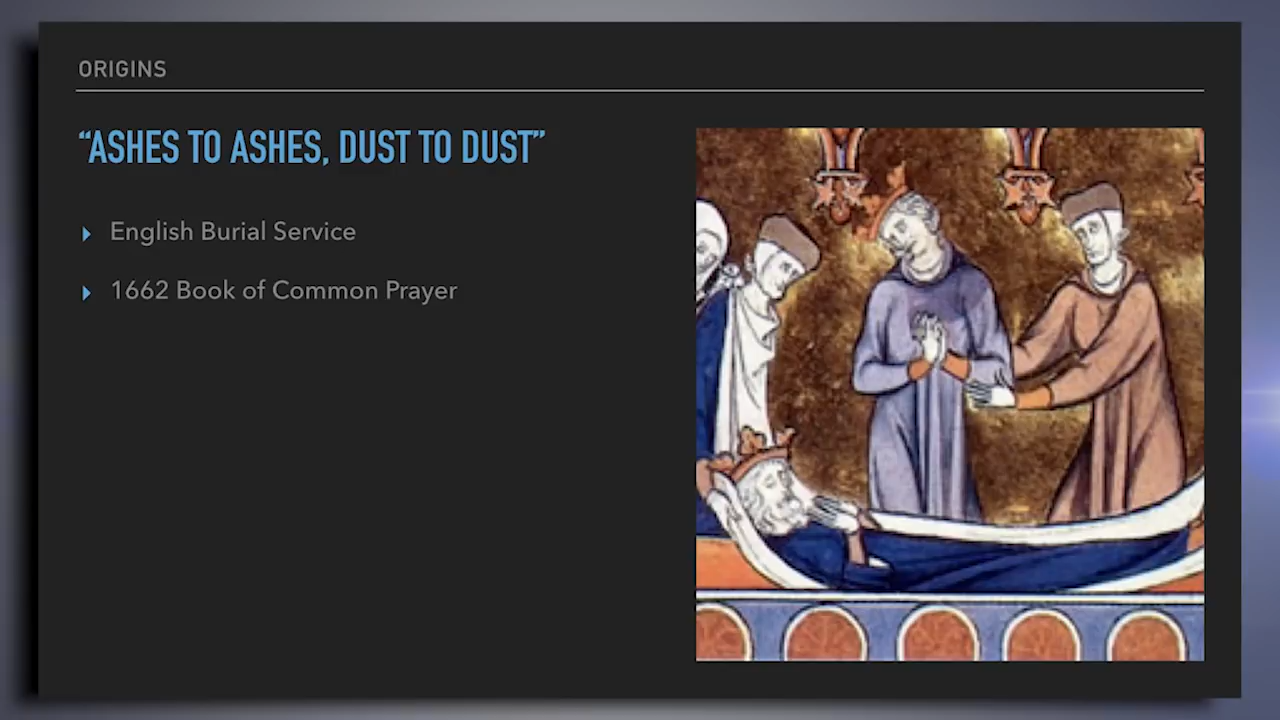 ORIGINS
“ASHES TO ASHES, DUST TO DUST”
English Burial Service
1662 Book of Common Prayer